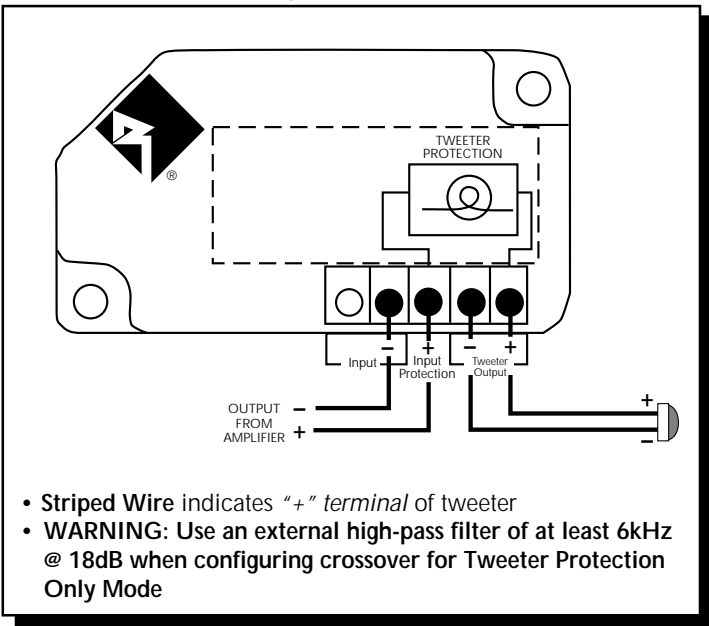 TWEETER
PROTECTION
®
− + − +
Input
Input
Protection
Tweeter
Output
OUTPUT −
FROM
AMPLIFIER +
+
−
• Striped Wire indicates "+" terminal of tweeter
• WARNING: Use an external high-pass filter of at least 6kHz
@ 18dB when configuring crossover for Tweeter Protection
Only Mode